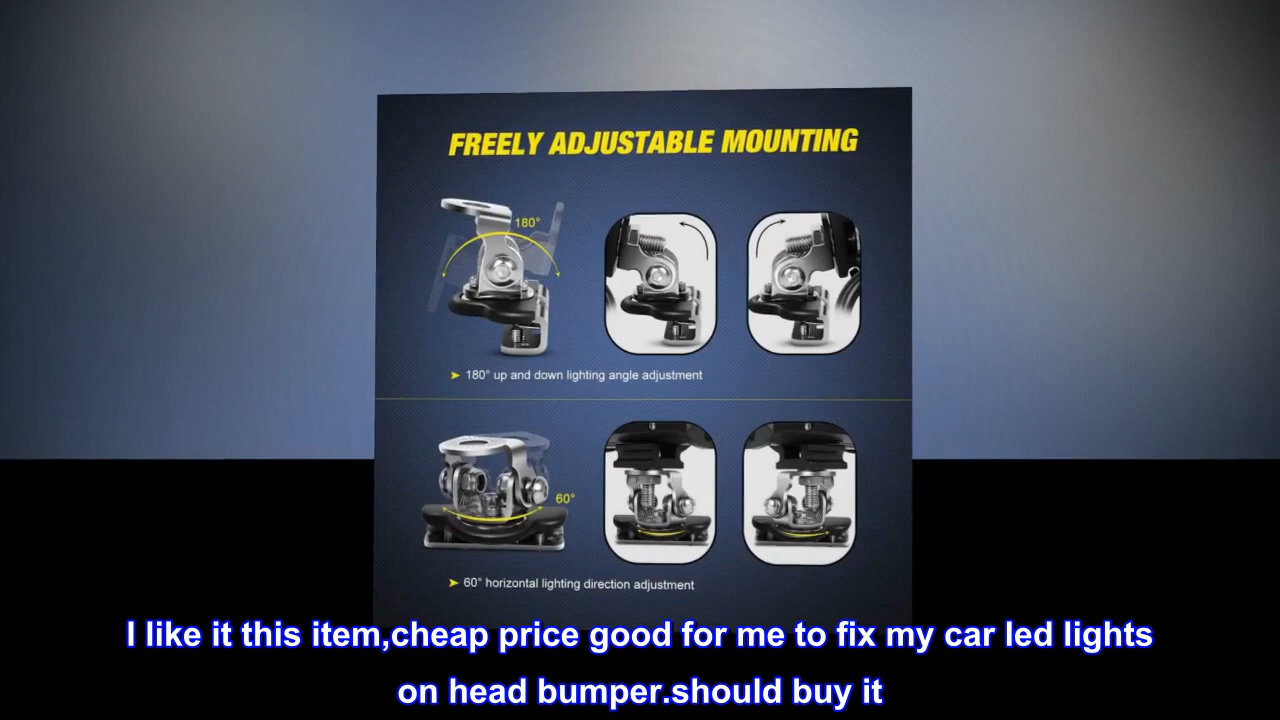 FREELY ADJUSTABLE MOUNTING
180°
➤ 180° up and down lighting angle adjustment
60°
➤ 60° horizontal lighting direction adjustment
I like it this item,cheap price good for me to fix my car led lights
on head bumper.should buy it